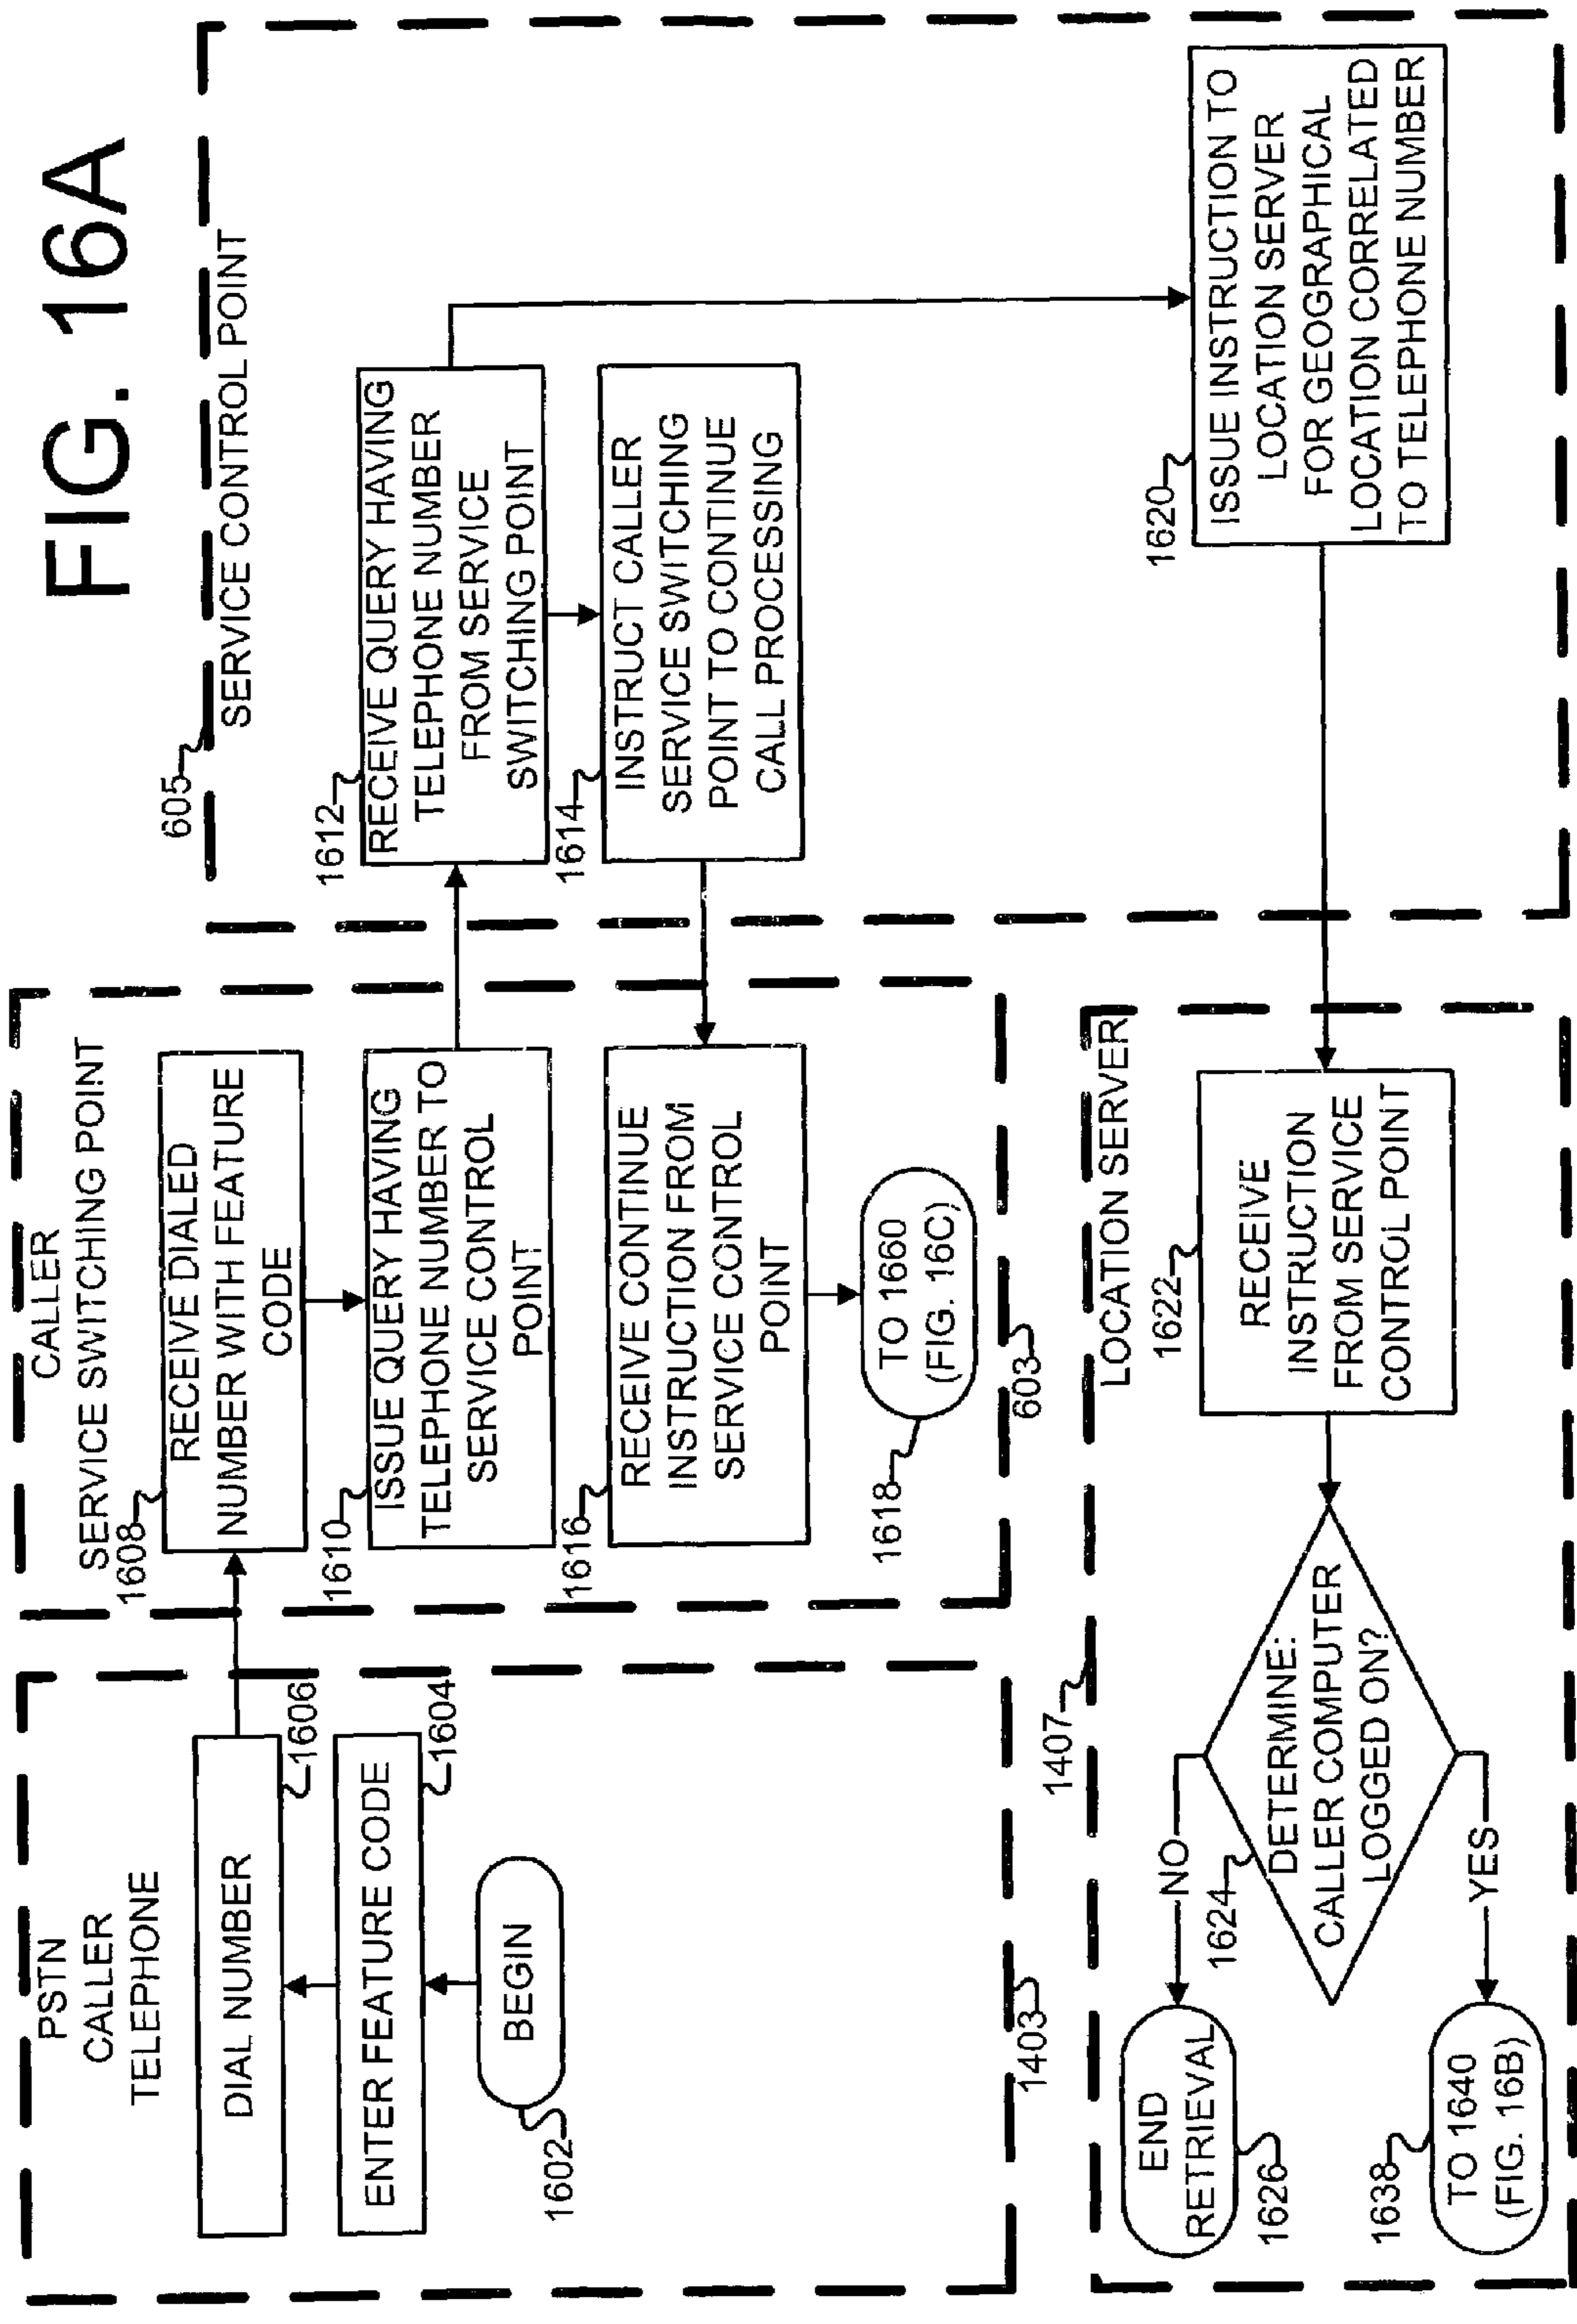 FIG. 16A
PSTN
CALLER
TELEPHONE
DIAL NUMBER
1606
ENTER FEATURE CODE
1604
BEGIN
1602
1403
CALLER
SERVICE SWITCHING POINT
1608
RECEIVE DIALED
NUMBER WITH FEATURE
CODE
1610
ISSUE QUERY HAVING
TELEPHONE NUMBER TO
SERVICE CONTROL
POINT
1616
RECEIVE CONTINUE
INSTRUCTION FROM
SERVICE CONTROL
POINT
1618
TO 1660
(FIG. 16C)
603
605
SERVICE CONTROL POINT
1612
RECEIVE QUERY HAVING
TELEPHONE NUMBER
FROM SERVICE
SWITCHING POINT
1614
INSTRUCT CALLER
SERVICE SWITCHING
POINT TO CONTINUE
CALL PROCESSING
1620
ISSUE INSTRUCTION TO
LOCATION SERVER
FOR GEOGRAPHICAL
LOCATION CORRELATED
TO TELEPHONE NUMBER
1407
LOCATION SERVER
1622
RECEIVE
INSTRUCTION
FROM SERVICE
CONTROL POINT
1624
DETERMINE:
CALLER COMPUTER
LOGGED ON?
NO
YES
END
RETRIEVAL
1626
1638
TO 1640
(FIG. 16B)